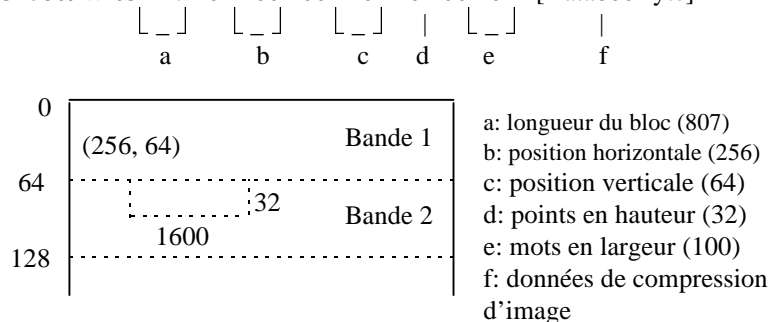 a b c d e f
0
(256, 64) Bande 1
64
32
Bande 2
1600
128
a: longueur du bloc (807)
b: position horizontale (256)
c: position verticale (64)
d: points en hauteur (32)
e: mots en largeur (100)
f: données de compression
d’image